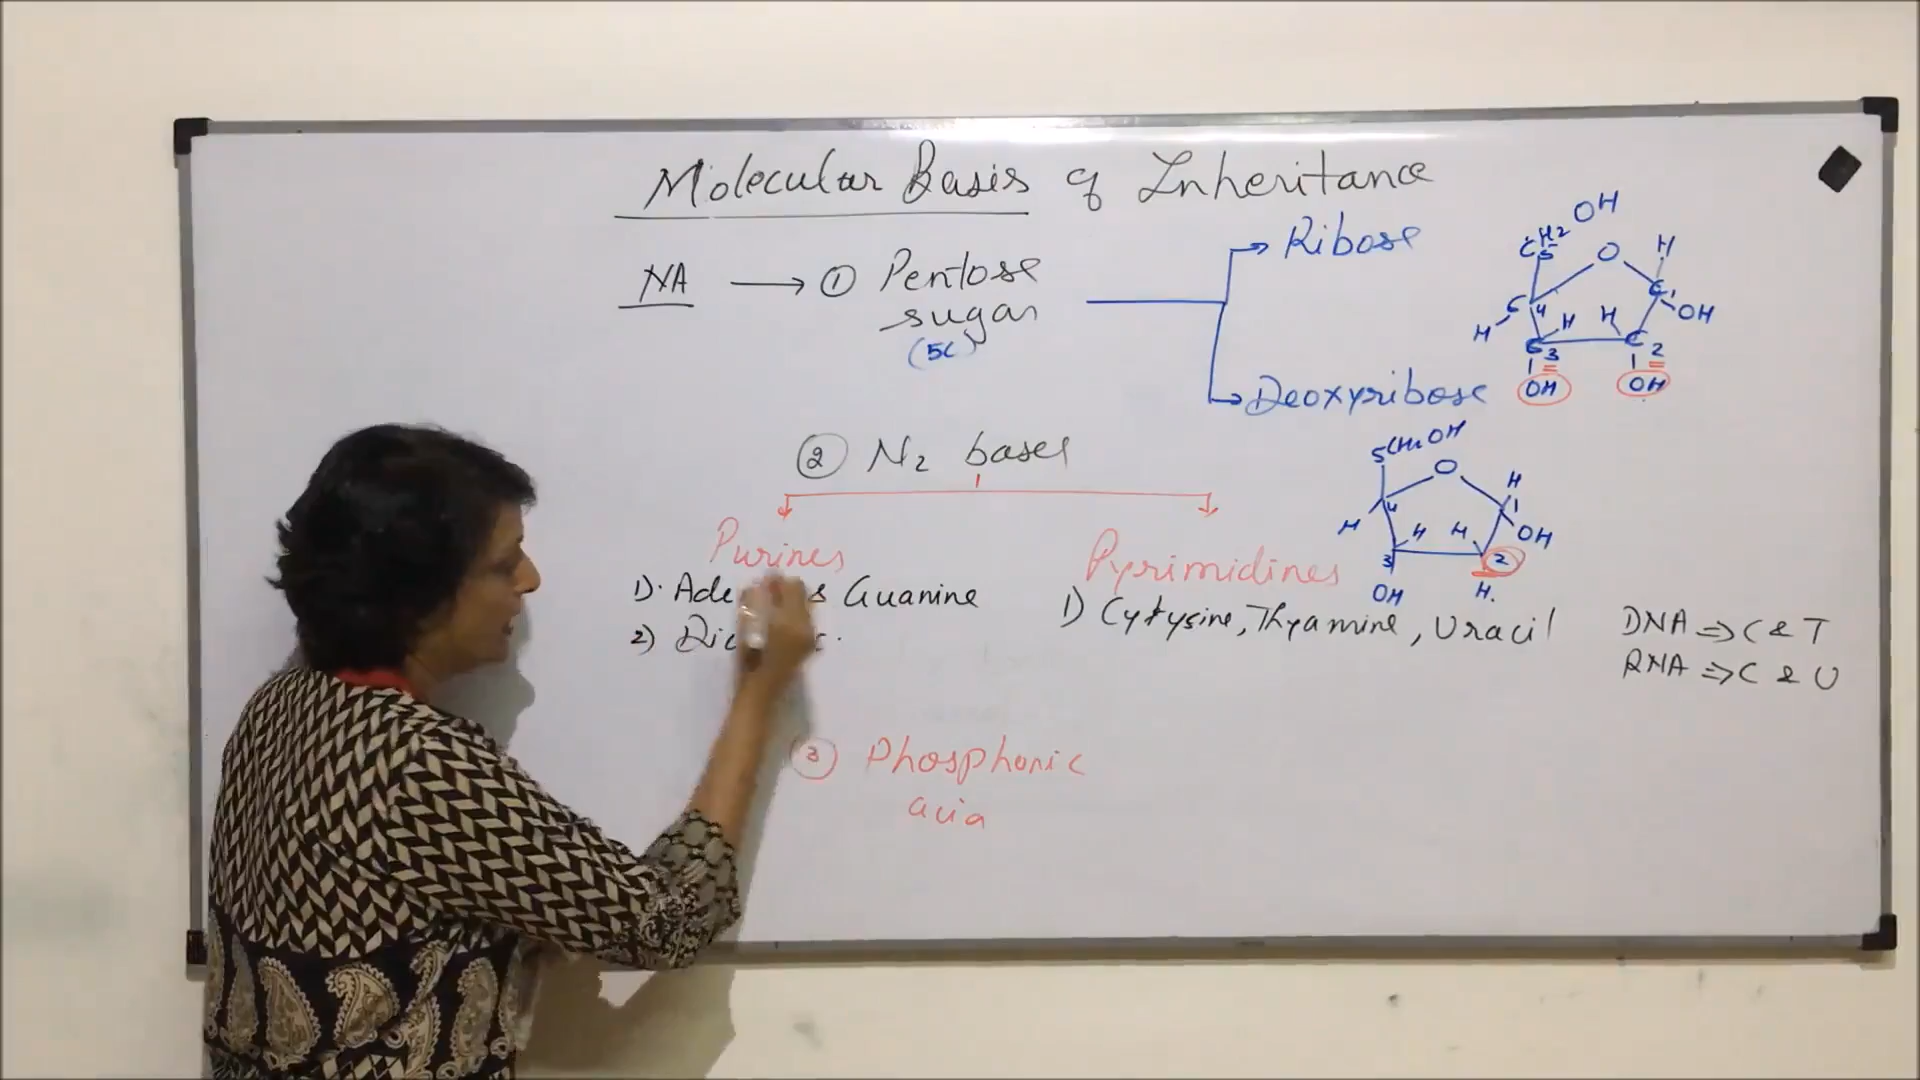 Molecular Basis of Inheritance
NA → ① Pentose
sugar
(5C)
Ribose
Deoxyribose
CH2 OH
5
O
H
C 4
C 1
H
OH
H
H
C 3
C 2
OH
OH
② N2 bases
5 CH2OH
O
H
4
1
H
H
H
OH
3
2
OH
H.
Purines
1). & Guanine
2)
Pyrimidines
1) Cytysine, Thyamine, Uracil
DNA ⇒ C & T
RNA ⇒ C & U
③ Phosphoric
acid